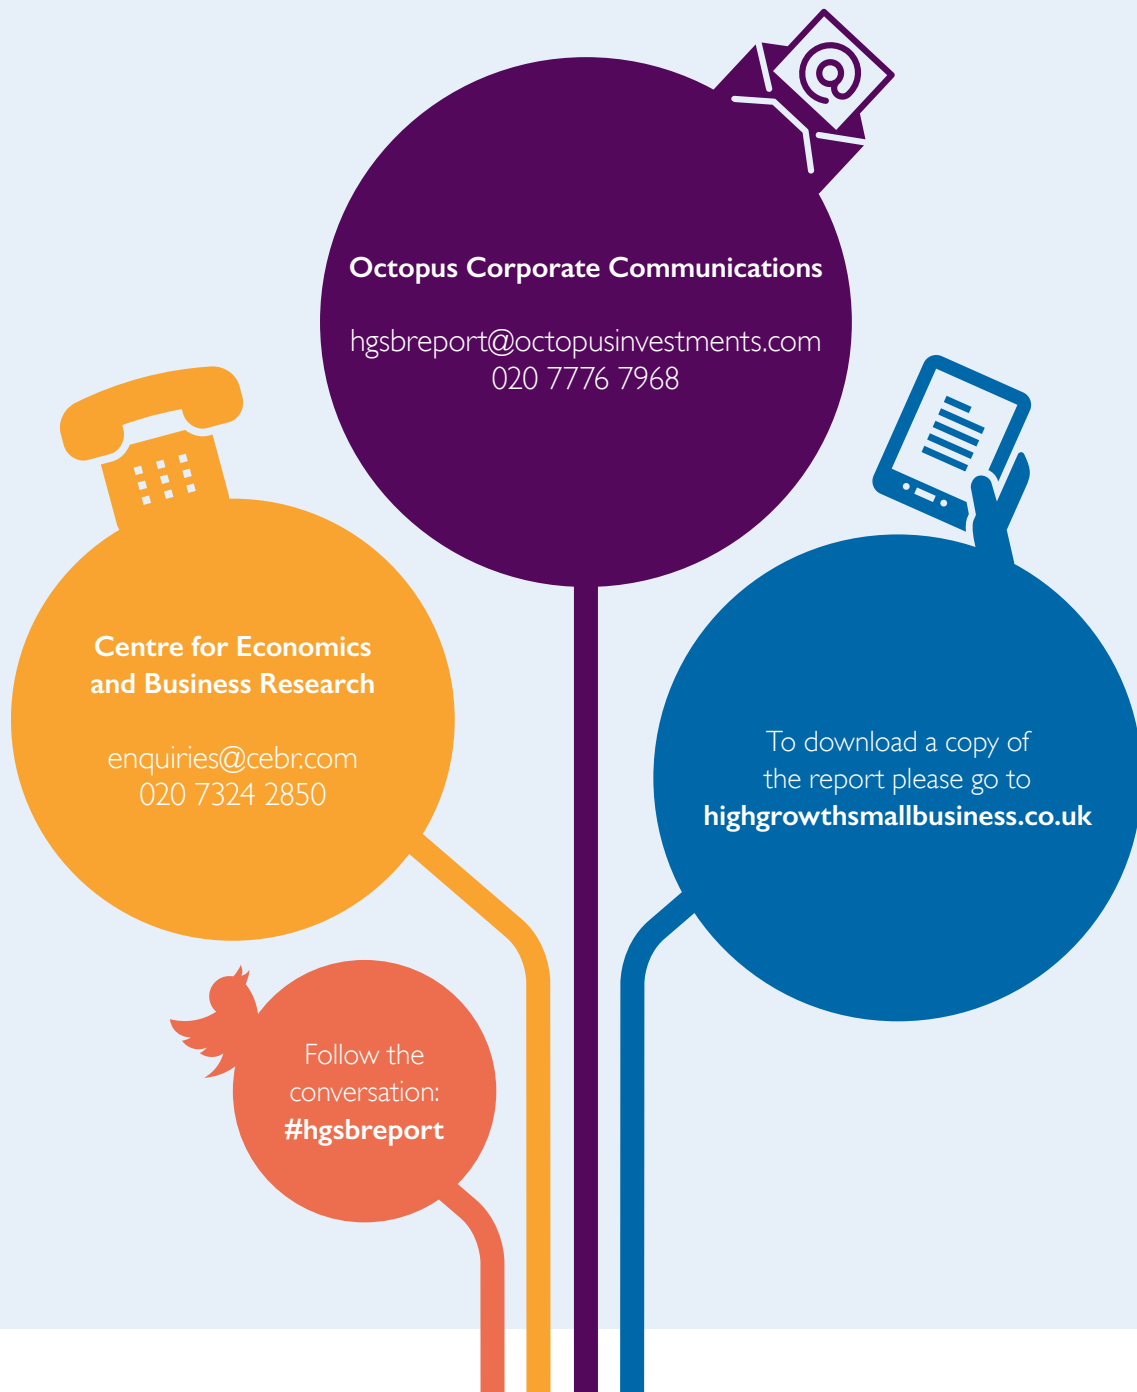 Octopus Corporate Communications
hgsbreport@octopusinvestments.com
020 7776 7968
Centre for Economics
and Business Research
enquiries@cebr.com
020 7324 2850
To download a copy of
the report please go to
highgrowthsmallbusiness.co.uk
Follow the
conversation:
#hgsbreport